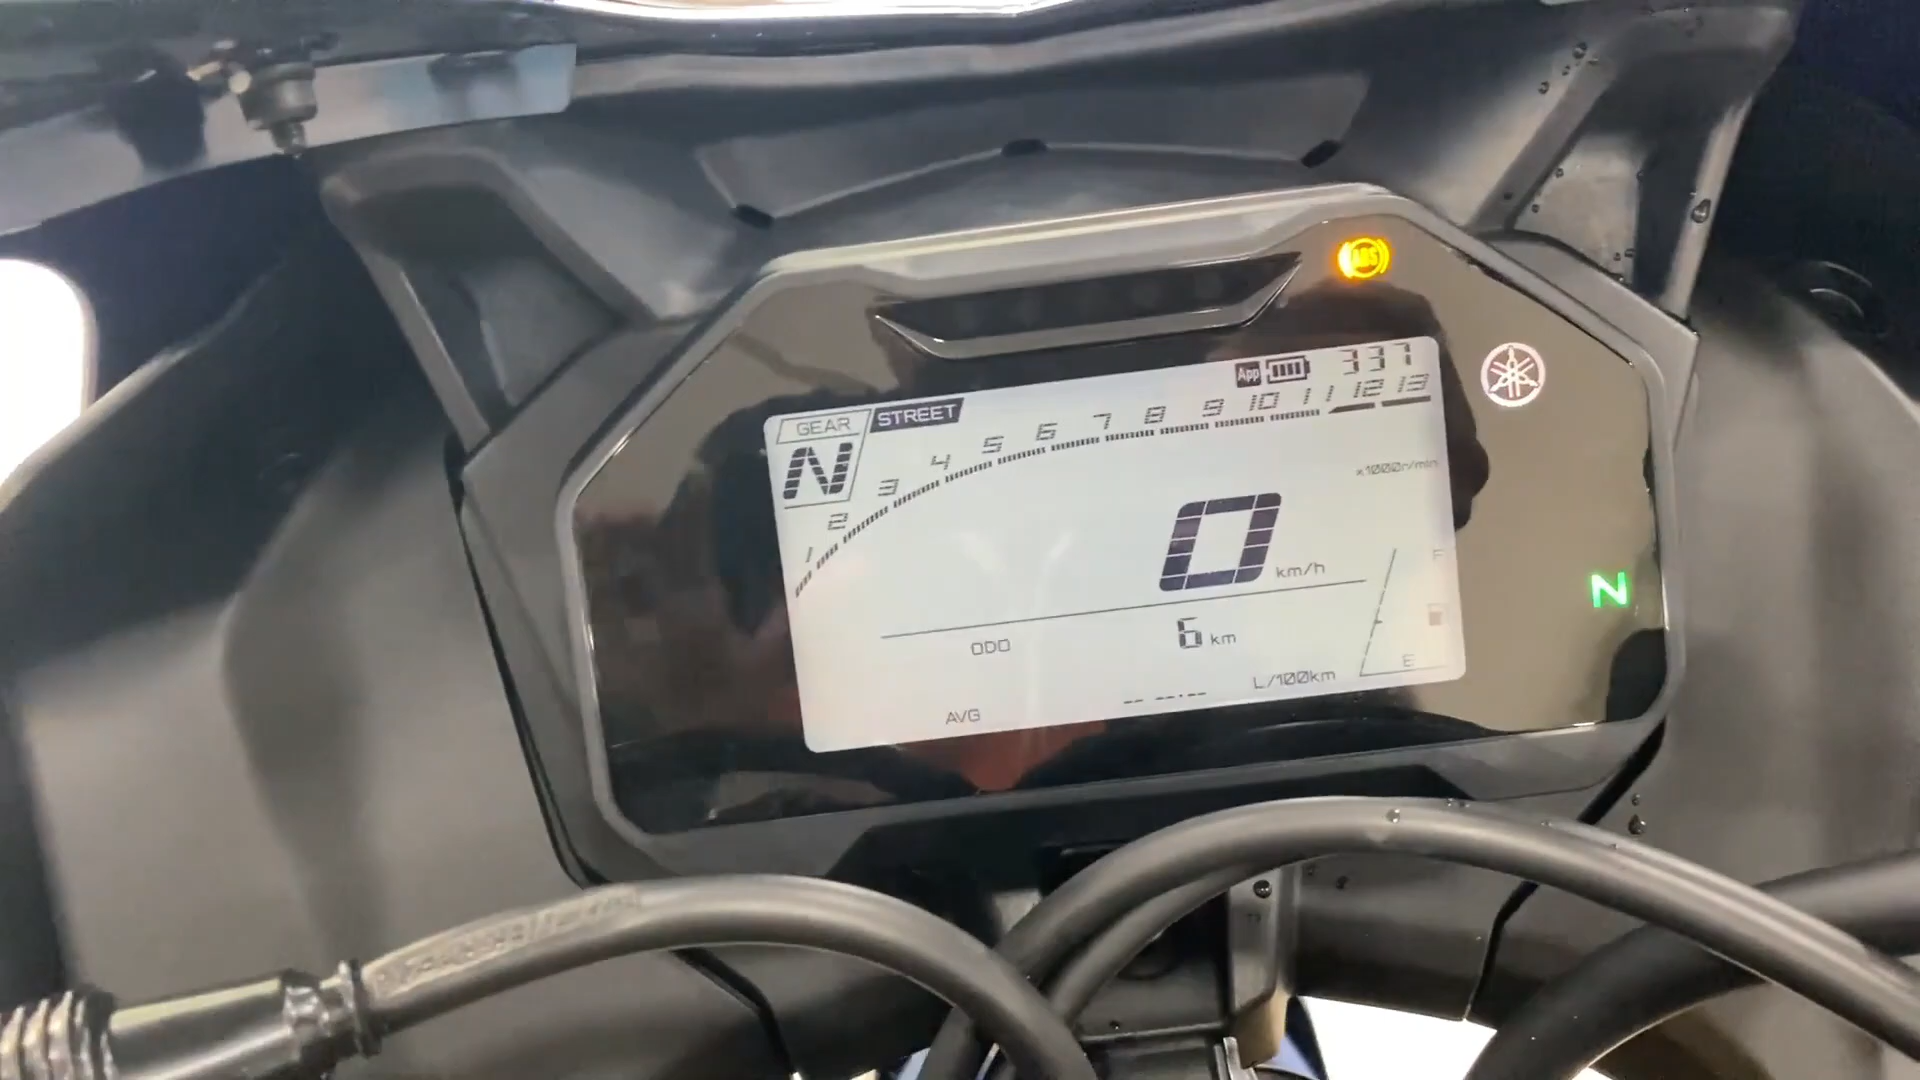 ABS
App 337
GEAR STREET
N
1 2 3 4 5 6 7 8 9 10 11 12 13
x1000r/min
0 km/h
N
F
ODO 6 km
E
AVG L/100km